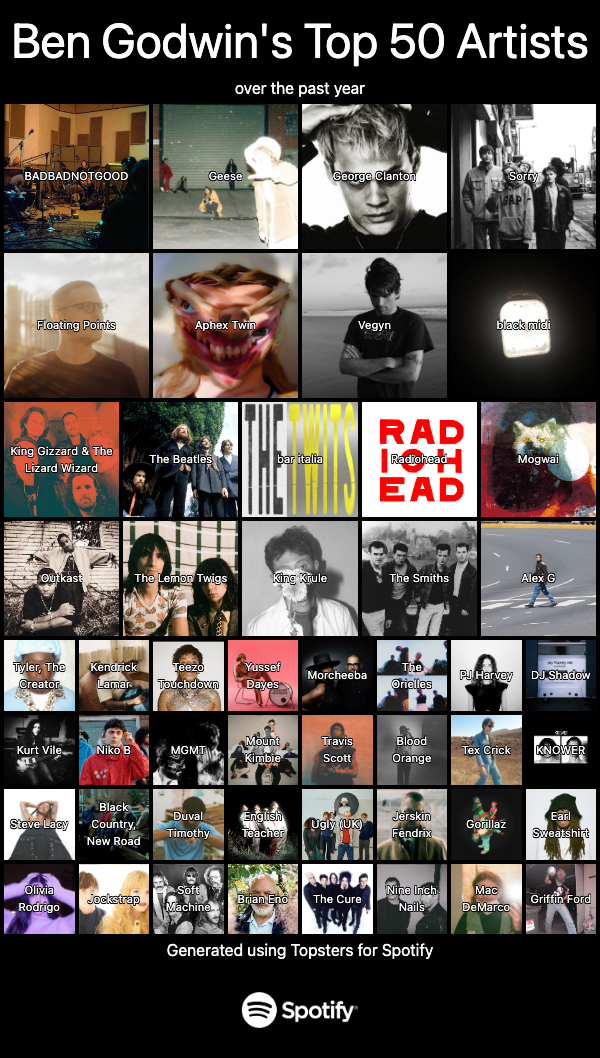 Ben Godwin's Top 50 Artists
over the past year
BADBADNOTGOOD
Geese
George Clanton
Sorry
GAP
Floating Points
Aphex Twin
Vegyn
black midi
King Gizzard & The
Lizard Wizard
The Beatles
THE TWITS
bar italia
RAD
IOH
EAD
Radiohead
Mogwai
Outkast
The Lemon Twigs
King Krule
The Smiths
Alex G
Tyler, The
Creator
Kendrick
Lamar
Teezo
Touchdown
Yussef
Dayes
Morcheeba
The
Orielles
PJ Harvey
DJ Shadow
Kurt Vile
Niko B
MGMT
Mount
Kimbie
Travis
Scott
Blood
Orange
Tex Crick
KNOWER
Steve Lacy
Black
Country,
New Road
Duval
Timothy
English
Teacher
Ugly (UK)
Jerskin
Fendrix
Gorillaz
Earl
Sweatshirt
Olivia
Rodrigo
Jockstrap
Soft
Machine
Brian Eno
The Cure
Nine Inch
Nails
Mac
DeMarco
Griffin Ford
Generated using Topsters for Spotify
Spotify